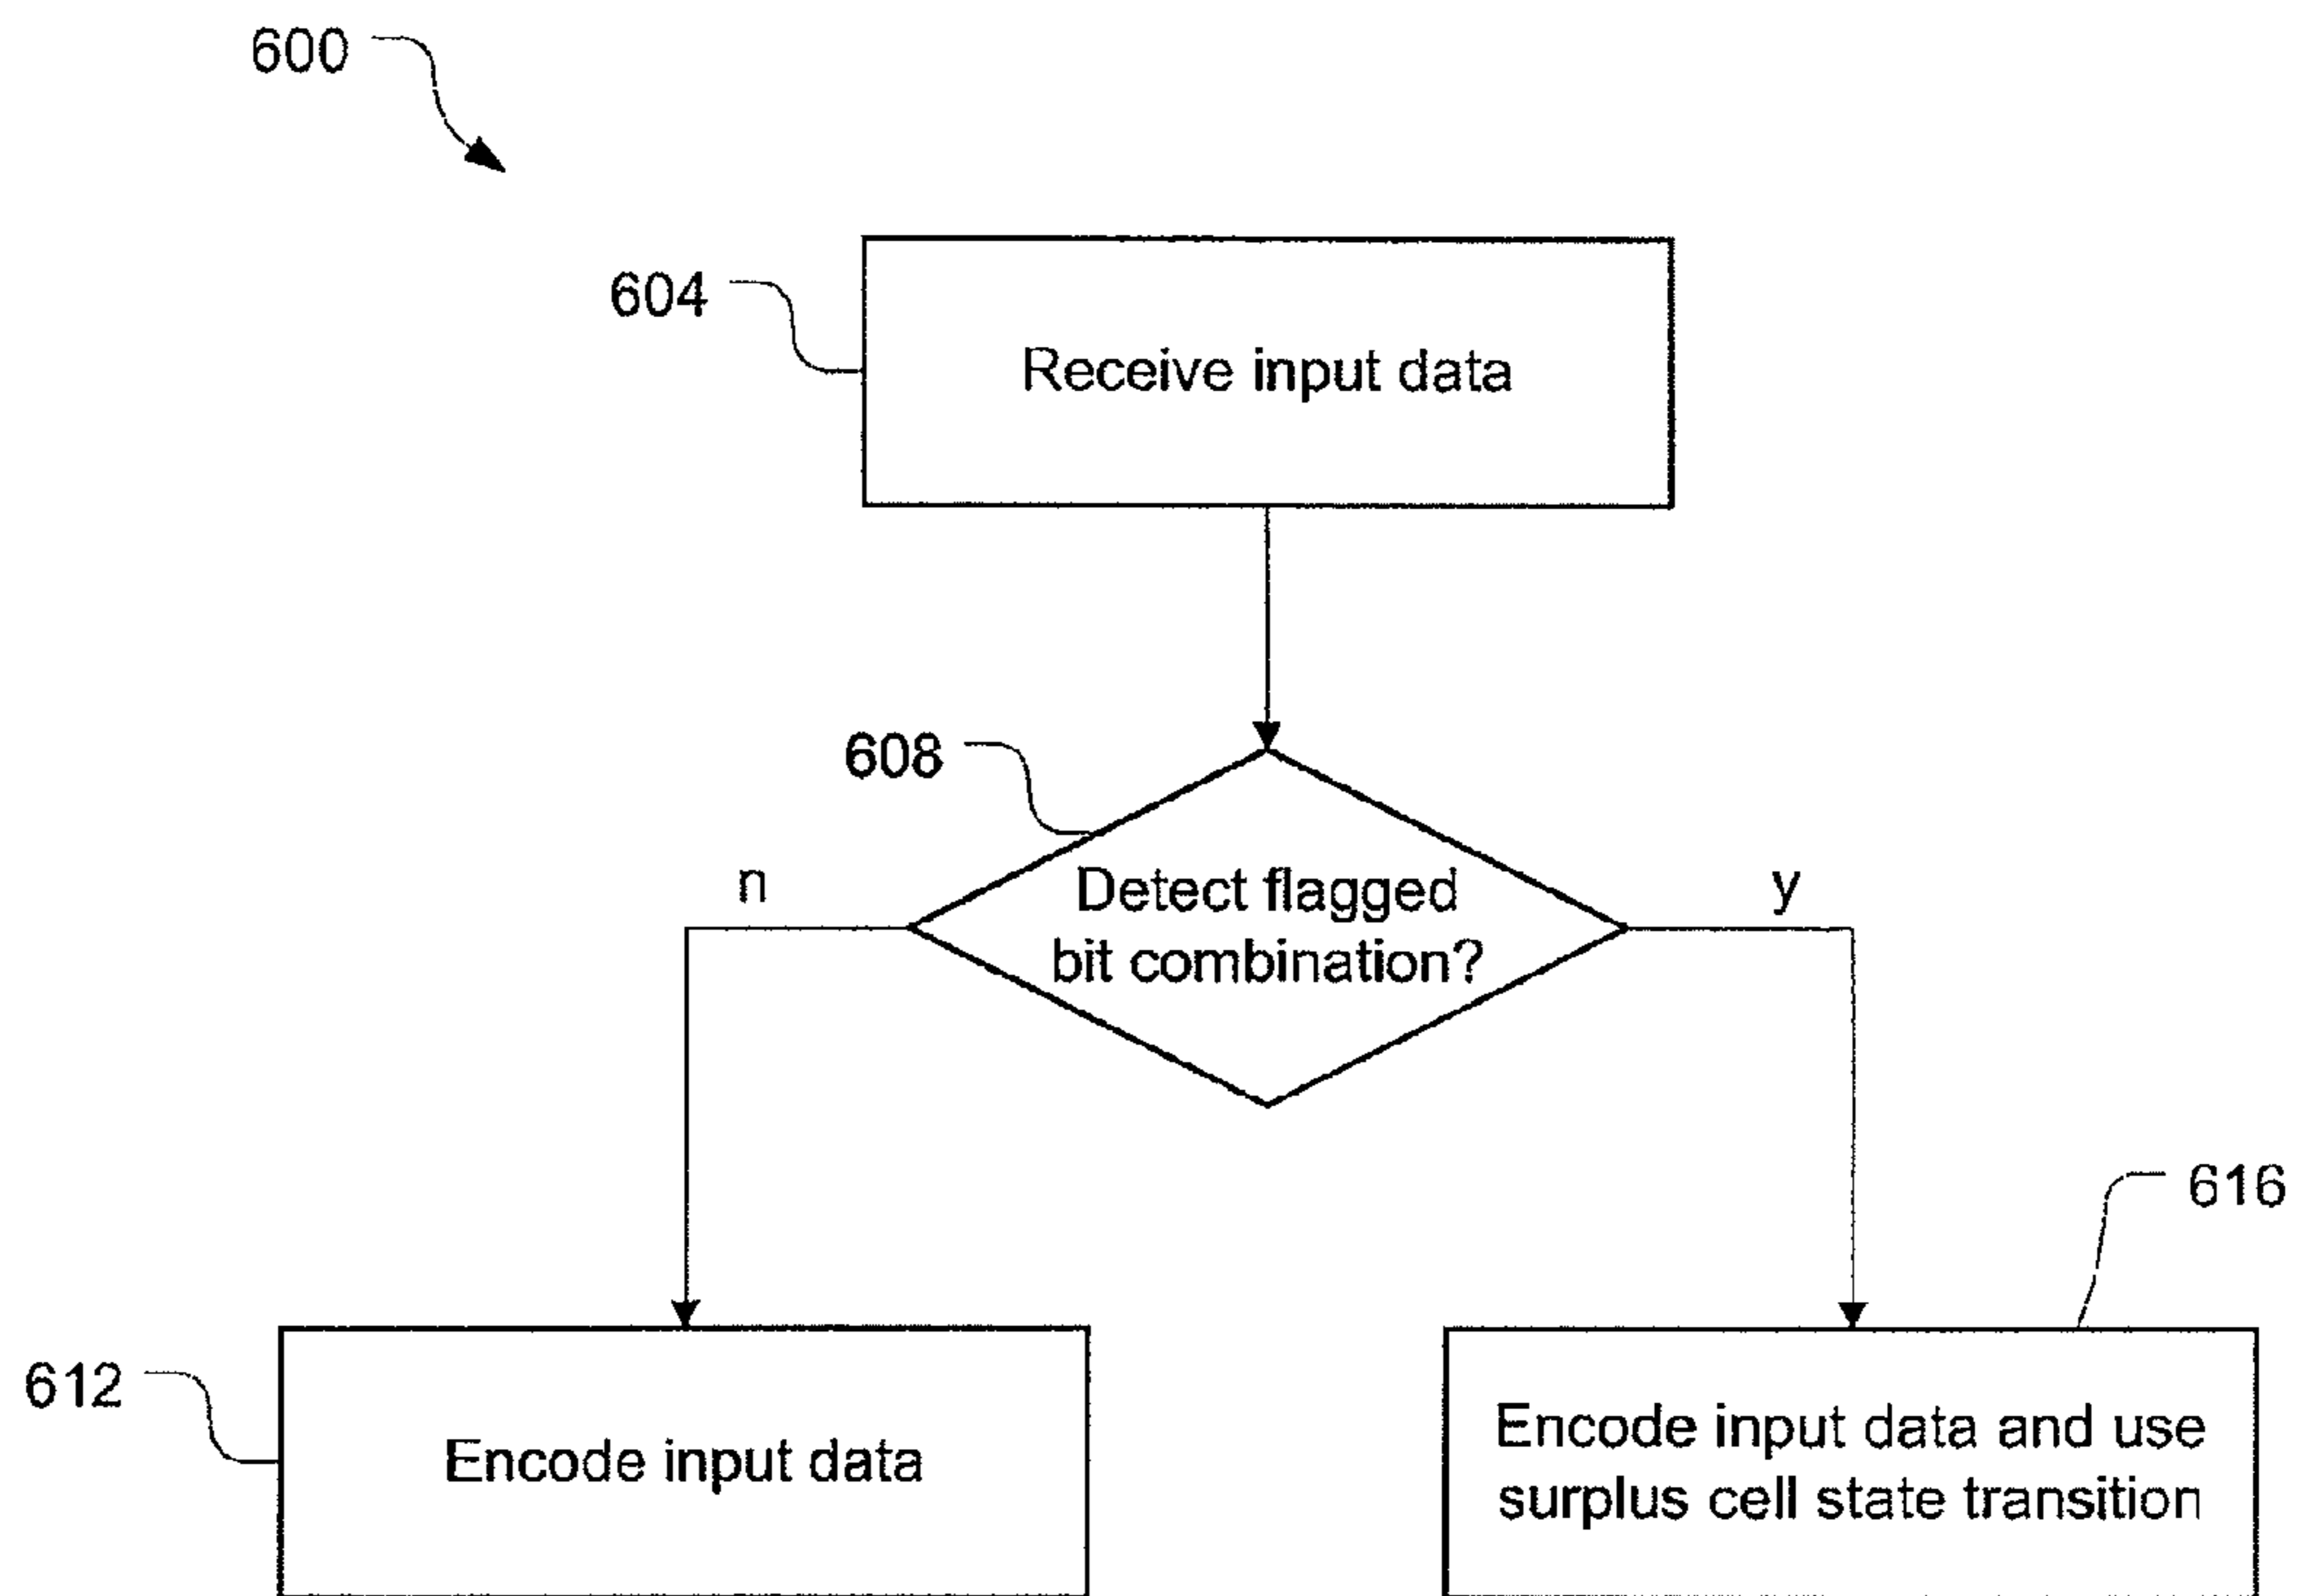 600
604
Receive input data
608
n
Detect flagged
bit combination?
y
616
612
Encode input data
Encode input data and use
surplus cell state transition